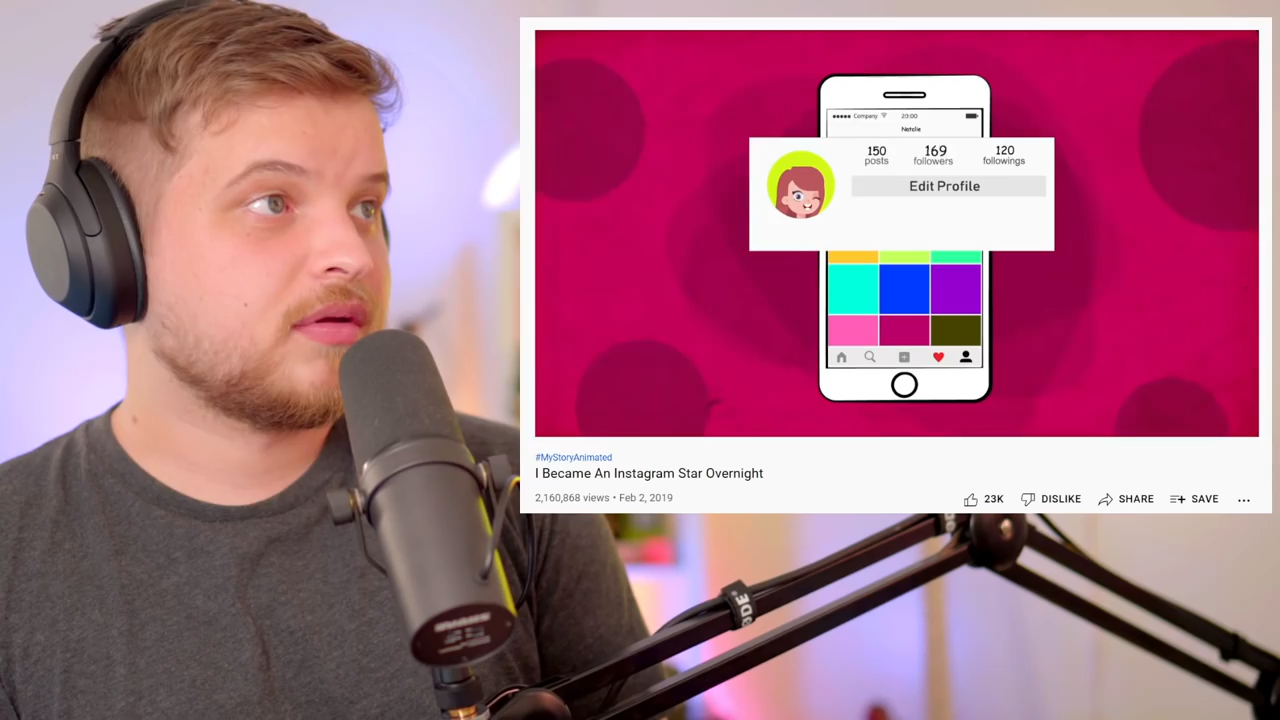 Company 20:00
Natalie
150 169 120
posts followers followings
Edit Profile
#MyStoryAnimated
I Became An Instagram Star Overnight
2,160,868 views • Feb 2, 2019
23K DISLIKE SHARE SAVE